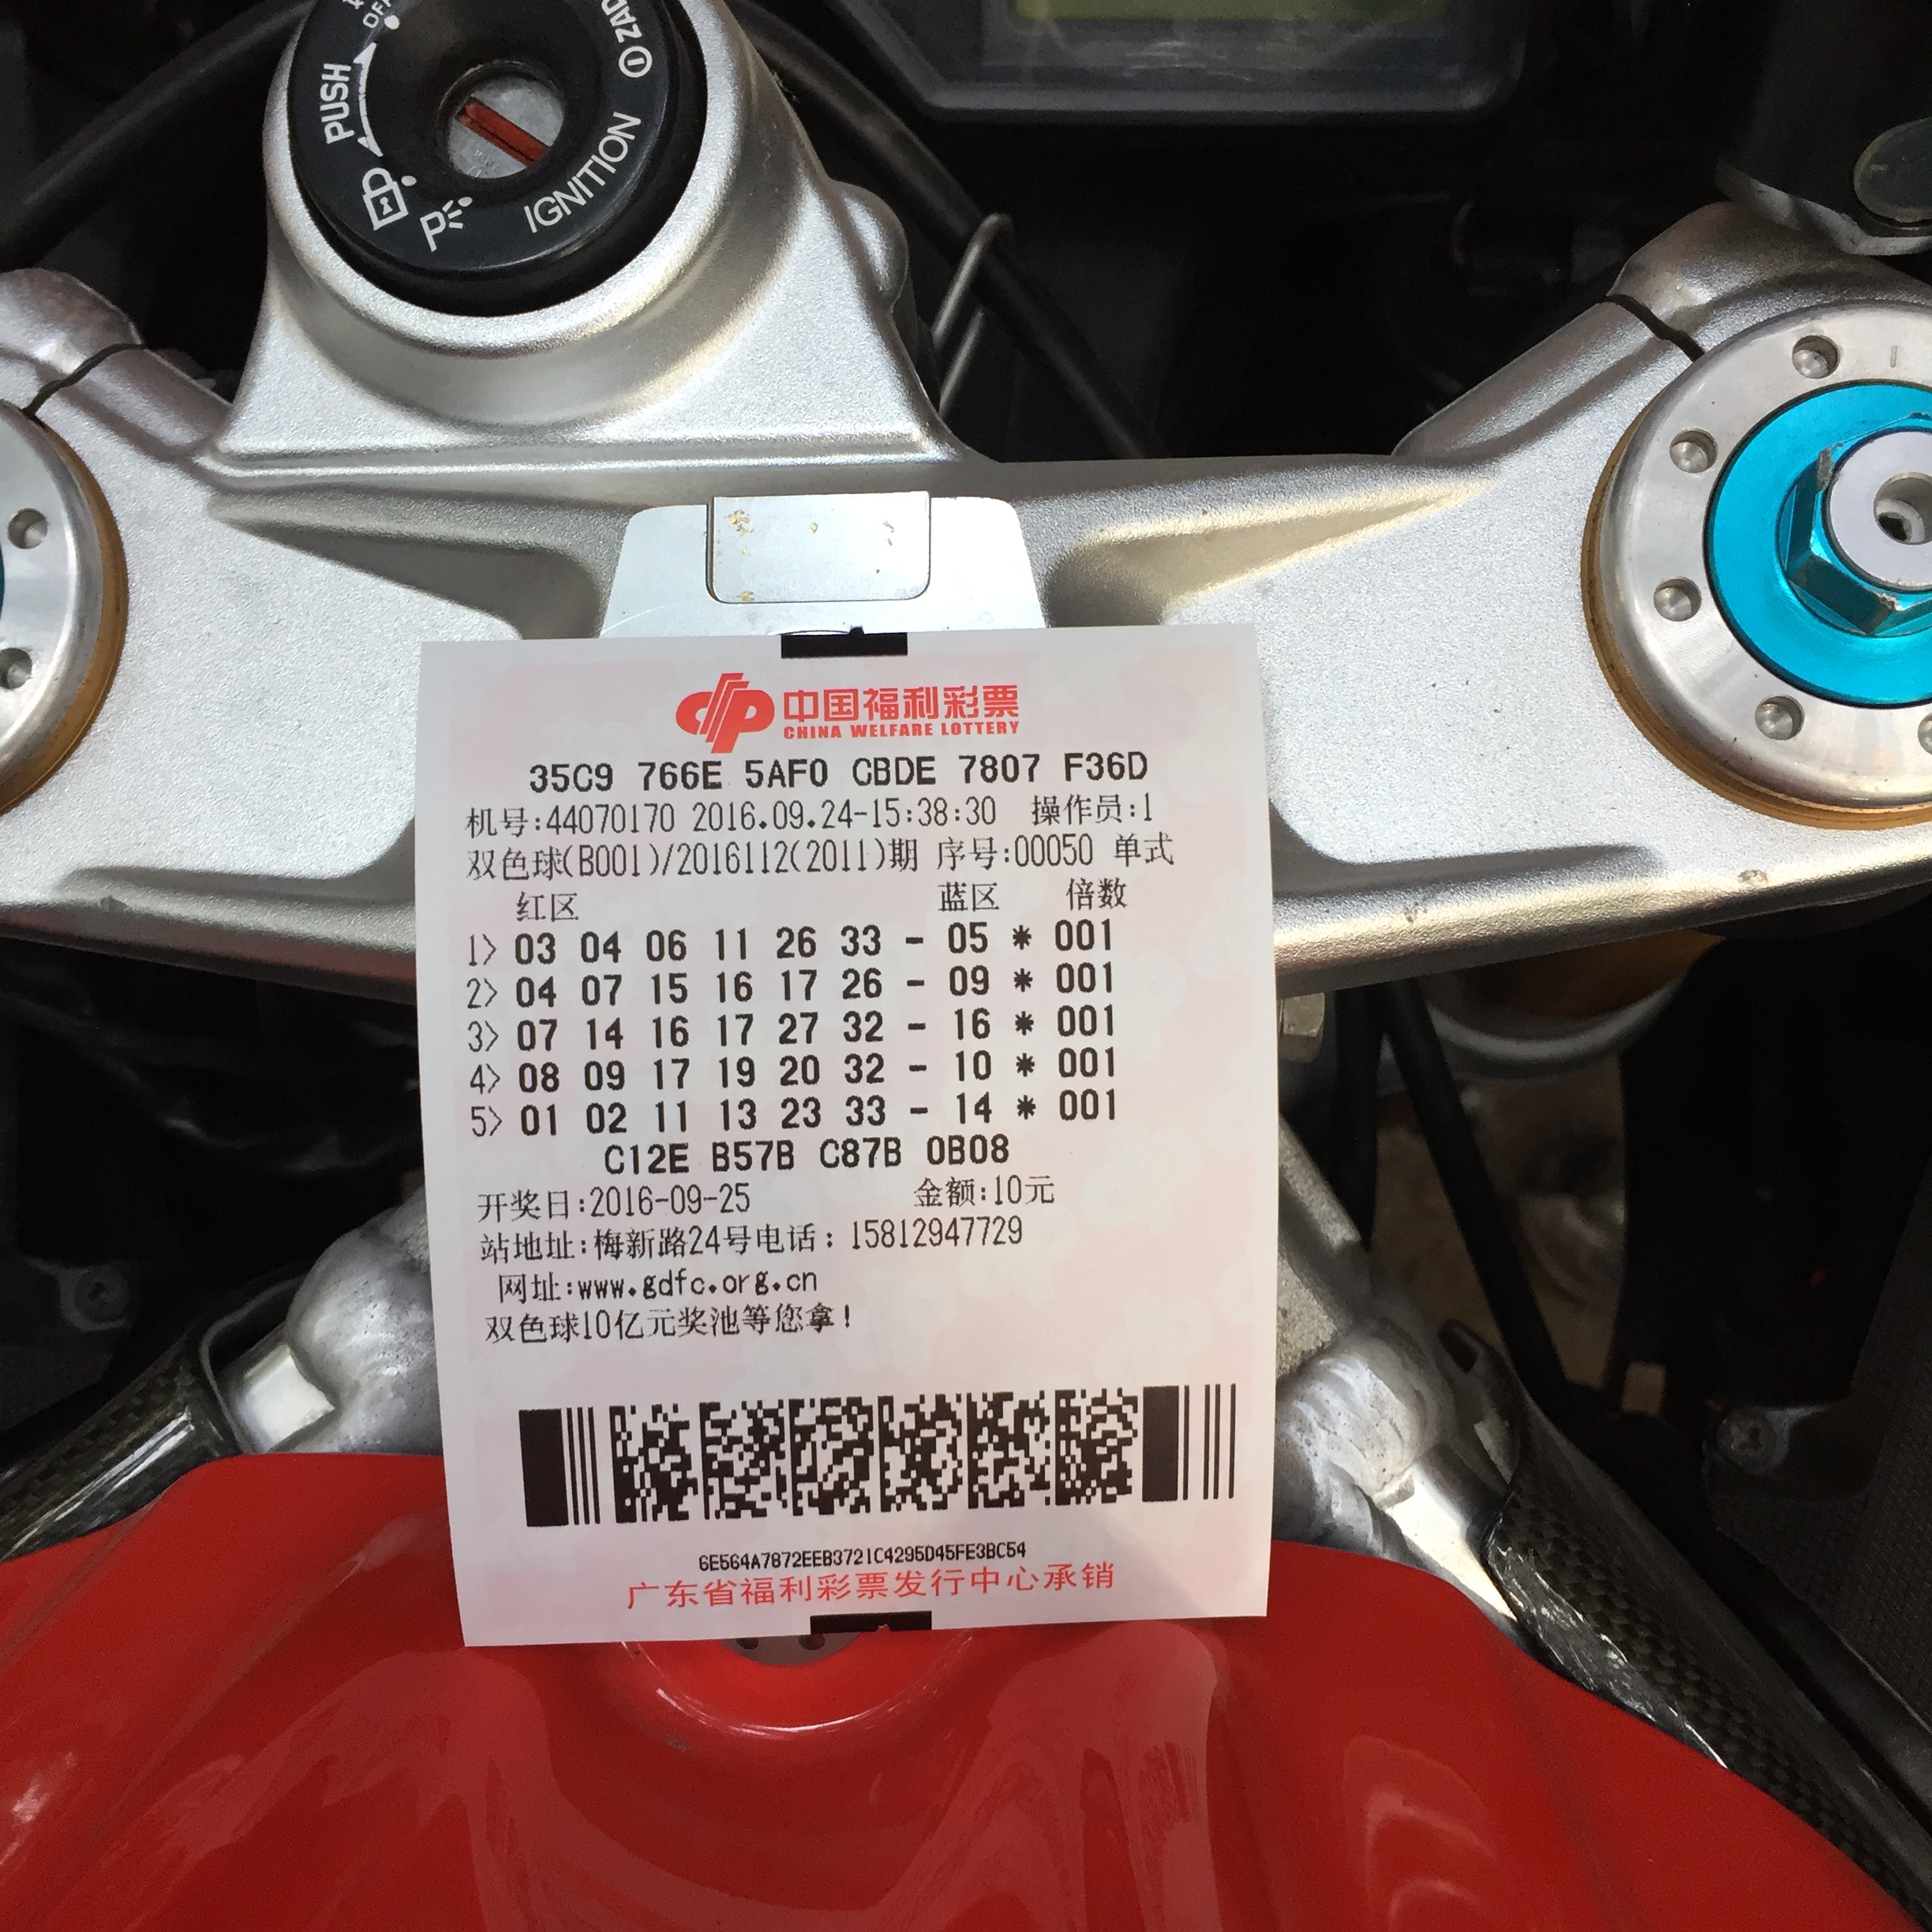 OFF
PUSH
P
IGNITION
ZAD
中国福利彩票
CHINA WELFARE LOTTERY
35C9 766E 5AF0 CBDE 7807 F36D
机号:44070170 2016.09.24-15:38:30 操作员:1
双色球(B001)/2016112(2011)期 序号:00050 单式
红区 蓝区 倍数
1> 03 04 06 11 26 33 - 05 * 001
2> 04 07 15 16 17 26 - 09 * 001
3> 07 14 16 17 27 32 - 16 * 001
4> 08 09 17 19 20 32 - 10 * 001
5> 01 02 11 13 23 33 - 14 * 001
C12E B57B C87B 0B08
开奖日:2016-09-25 金额:10元
站地址:梅新路24号电话: 15812947729
网址:www.gdfc.org.cn
双色球10亿元奖池等您拿!
6E564A7872EEB3721C4295D45FE3BC54
广东省福利彩票发行中心承销